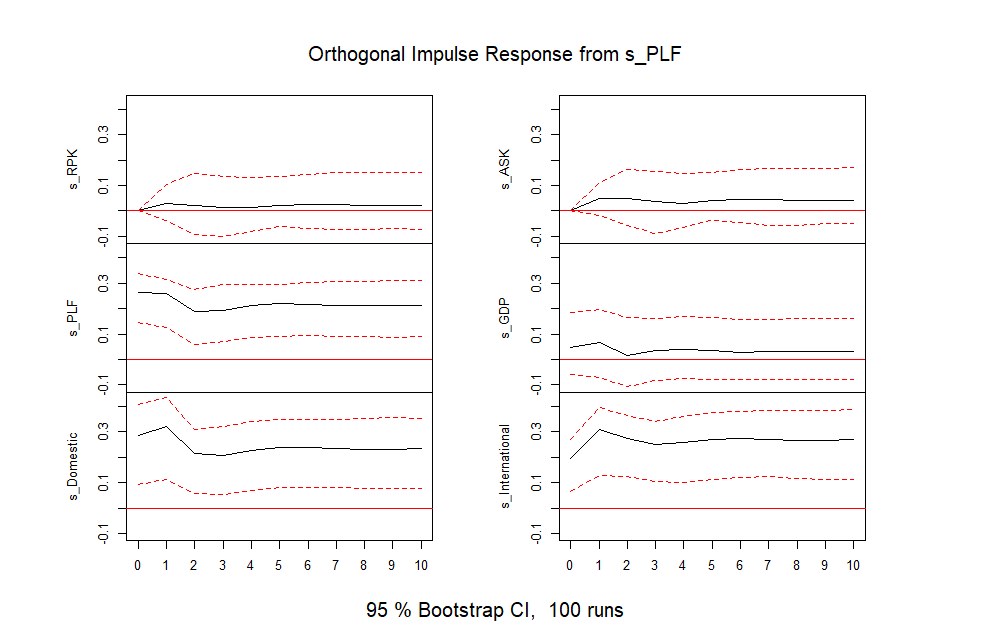 Orthogonal Impulse Response from s_PLF
s_RPK
-0.1 0.1 0.3
s_ASK
-0.1 0.1 0.3
s_PLF
0.1 0.3
s_GDP
-0.1 0.1 0.3
s_Domestic
-0.1 0.1 0.3
s_International
-0.1 0.1 0.3
0 1 2 3 4 5 6 7 8 9 10
0 1 2 3 4 5 6 7 8 9 10
95 % Bootstrap CI, 100 runs